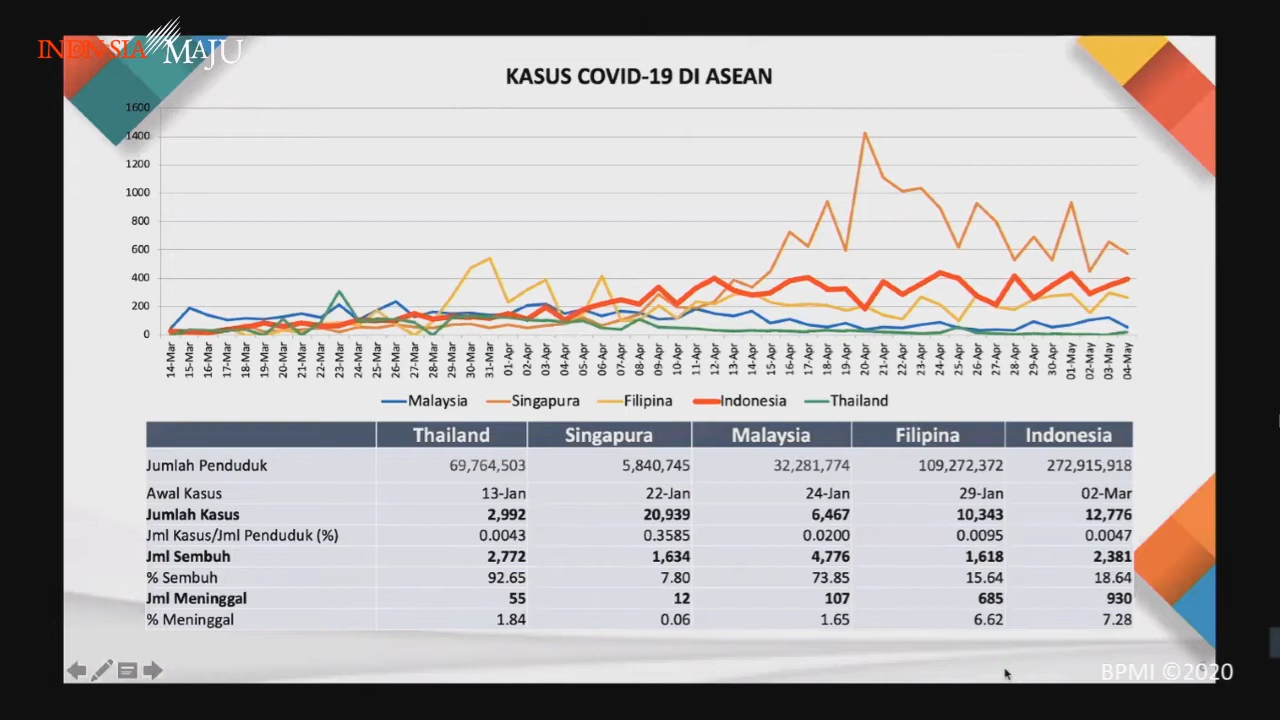 INDONESIA MAJU
KASUS COVID-19 DI ASEAN
1600
1400
1200
1000
800
600
400
200
0
14-Mar 15-Mar 16-Mar 17-Mar 18-Mar 19-Mar 20-Mar 21-Mar 22-Mar 23-Mar 24-Mar 25-Mar 26-Mar 27-Mar 28-Mar 29-Mar 30-Mar 31-Mar 01-Apr 02-Apr 03-Apr 04-Apr 05-Apr 06-Apr 07-Apr 08-Apr 09-Apr 10-Apr 11-Apr 12-Apr 13-Apr 14-Apr 15-Apr 16-Apr 17-Apr 18-Apr 19-Apr 20-Apr 21-Apr 22-Apr 23-Apr 24-Apr 25-Apr 26-Apr 27-Apr 28-Apr 29-Apr 30-Apr 01-May 02-May 03-May 04-May
Malaysia Singapura Filipina Indonesia Thailand
Thailand Singapura Malaysia Filipina Indonesia
Jumlah Penduduk 69,764,503 5,840,745 32,281,774 109,272,372 272,915,918
Awal Kasus 13-Jan 22-Jan 24-Jan 29-Jan 02-Mar
Jumlah Kasus 2,992 20,939 6,467 10,343 12,776
Jml Kasus/Jml Penduduk (%) 0.0043 0.3585 0.0200 0.0095 0.0047
Jml Sembuh 2,772 1,634 4,776 1,618 2,381
% Sembuh 92.65 7.80 73.85 15.64 18.64
Jml Meninggal 55 12 107 685 930
% Meninggal 1.84 0.06 1.65 6.62 7.28
BPMI ©2020